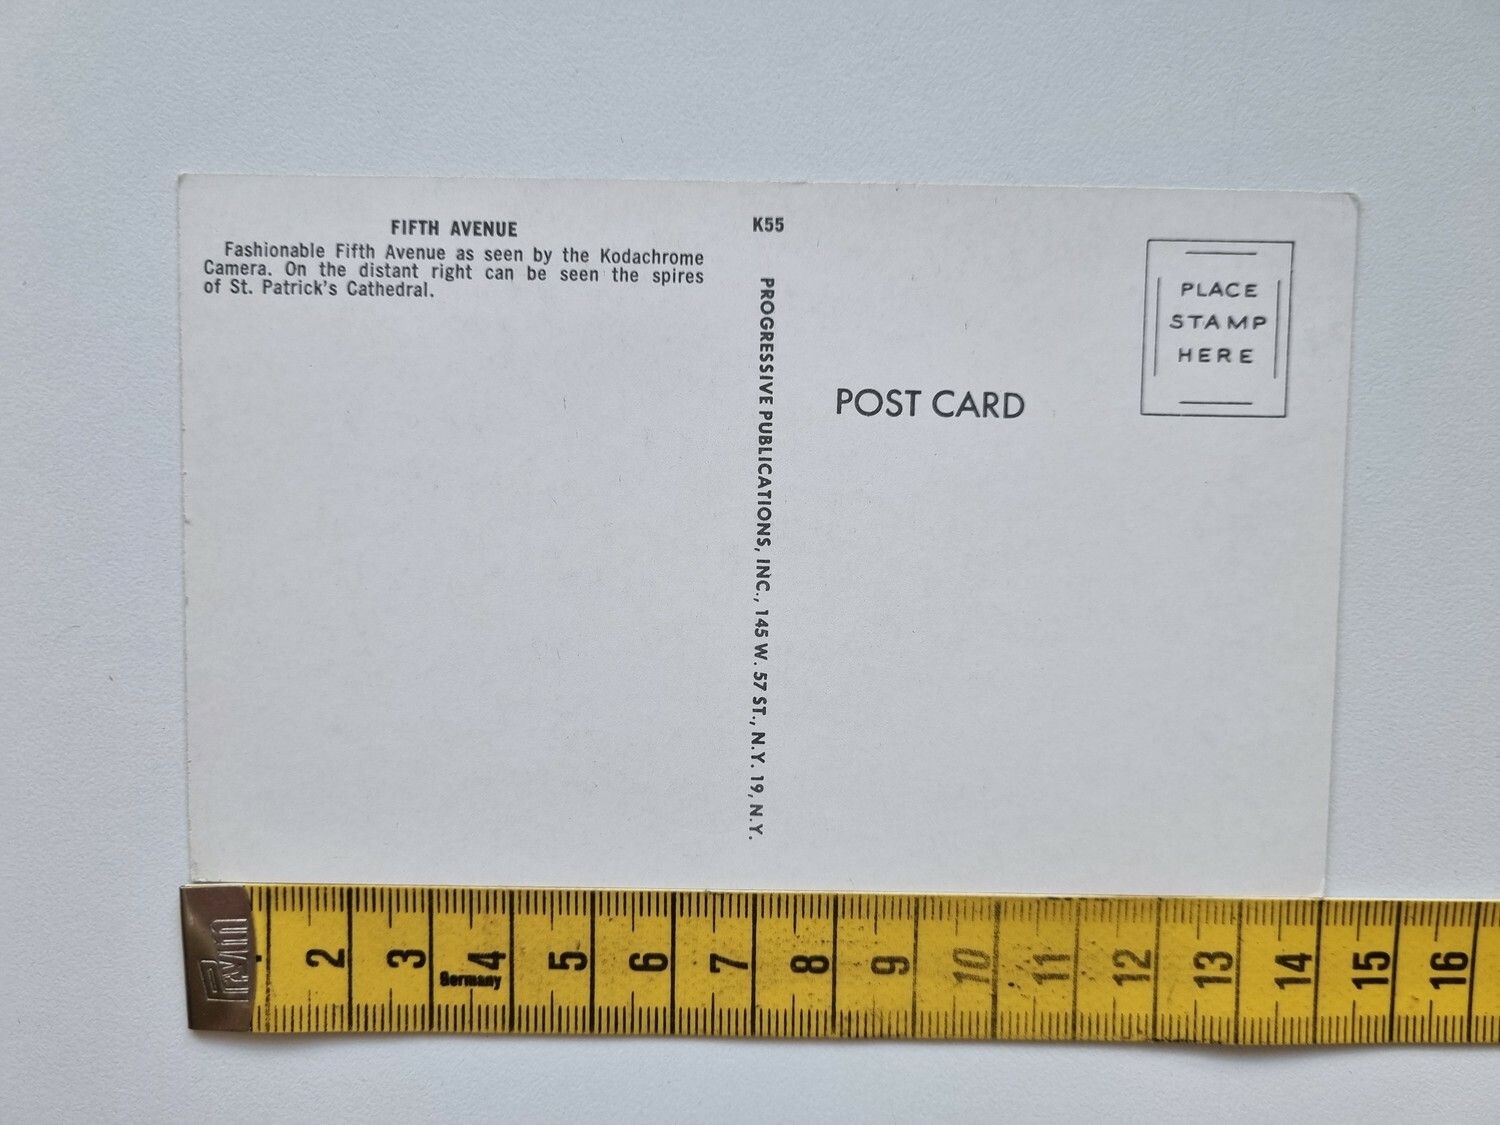 FIFTH AVENUE
Fashionable Fifth Avenue as seen by the Kodachrome
Camera. On the distant right can be seen the spires
of St. Patrick's Cathedral.
K55
PROGRESSIVE PUBLICATIONS, INC., 145 W. 57 ST., N.Y. 19, N.Y.
POST CARD
PLACE
STAMP
HERE
Prym
2 3 4 5 6 7 8 9 10 11 12 13 14 15 16
Germany